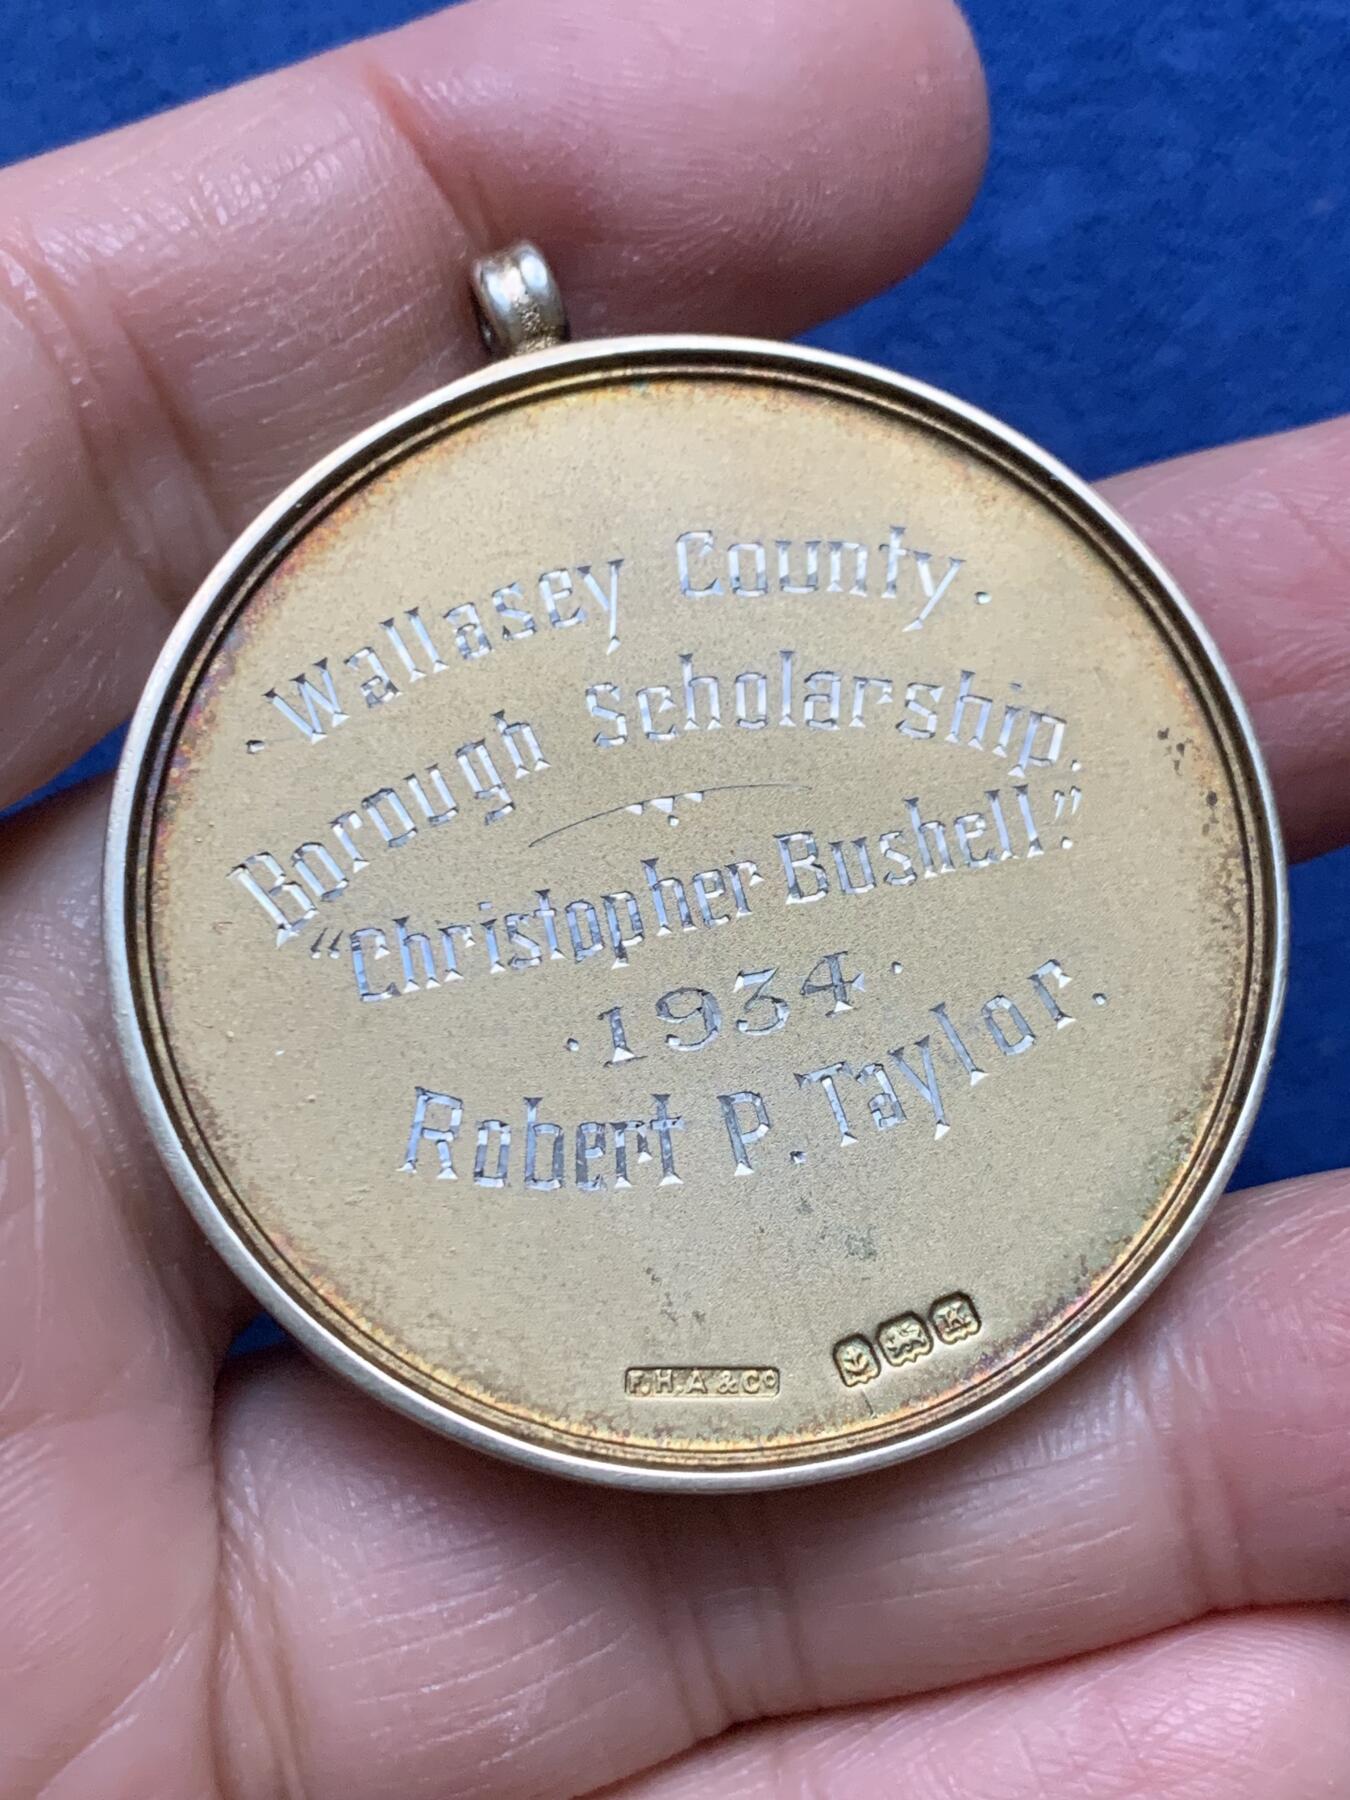 ·Wallasey County.
Borough Scholarship.
"Christopher Bushell."
·1934·
Robert P. Taylor.
F.H.A & Co
K